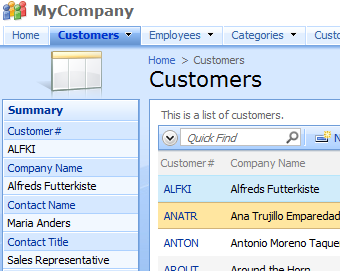 MyCompany
Home Customers Employees Categories
Home > Customers
Customers
Summary
Customer #
ALFKI
Company Name
Alfreds Futterkiste
Contact Name
Maria Anders
Contact Title
Sales Representative
This is a list of customers.
Quick Find
Customer # Company Name
ALFKI Alfreds Futterkiste
ANATR Ana Trujillo Emparedad
ANTON Antonio Moreno Taque
AROUT Around the Horn